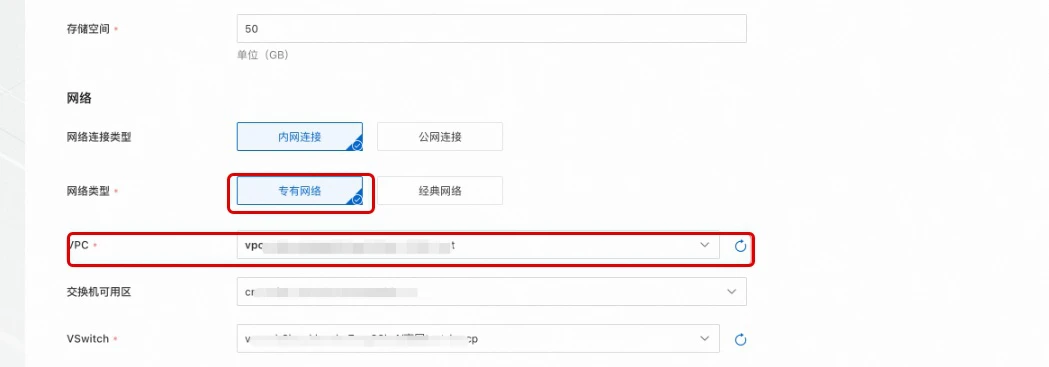 存储空间 *
50
单位（GB）
网络
网络连接类型
内网连接
公网连接
网络类型 *
专有网络
经典网络
VPC *
vpc t
交换机可用区
cn
VSwitch *
v cp